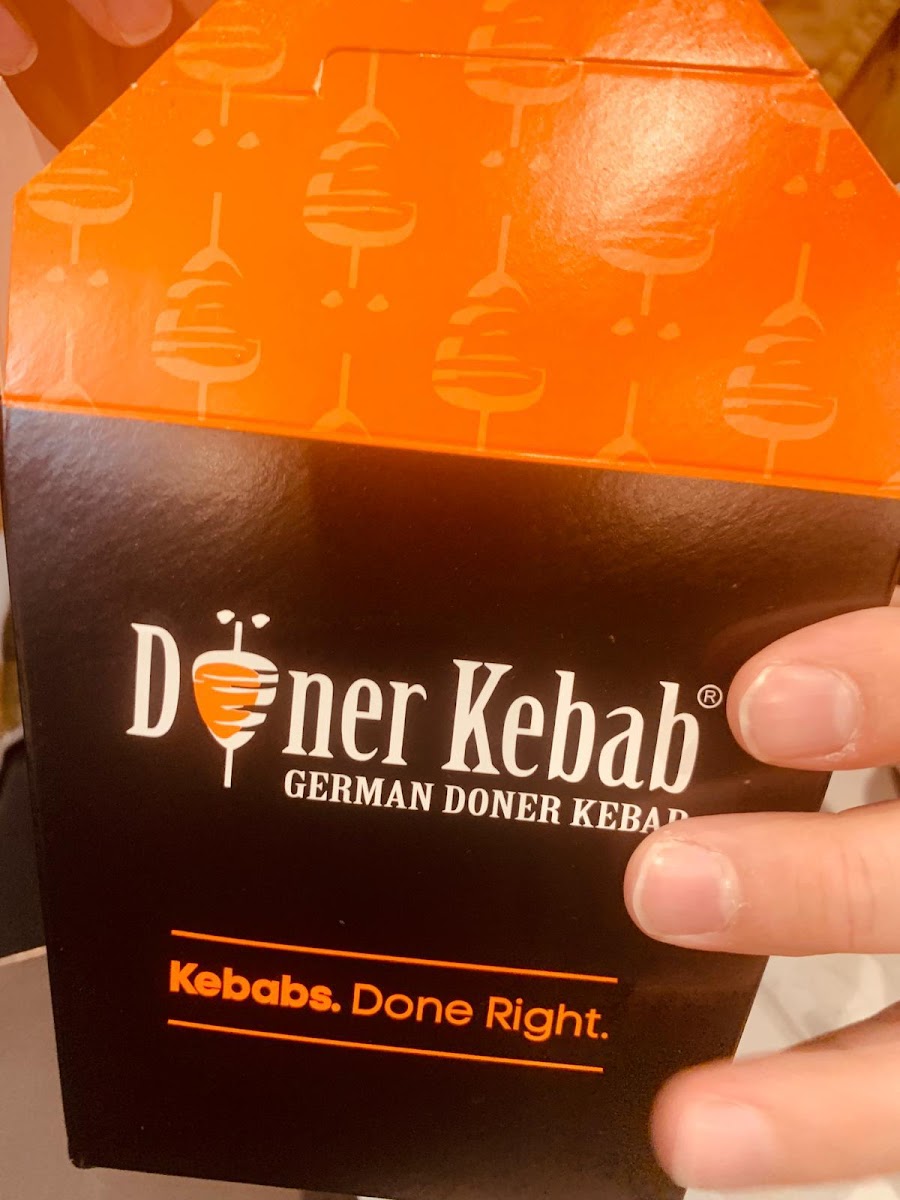 Döner Kebab®
GERMAN DONER KEBAB
Kebabs. Done Right.